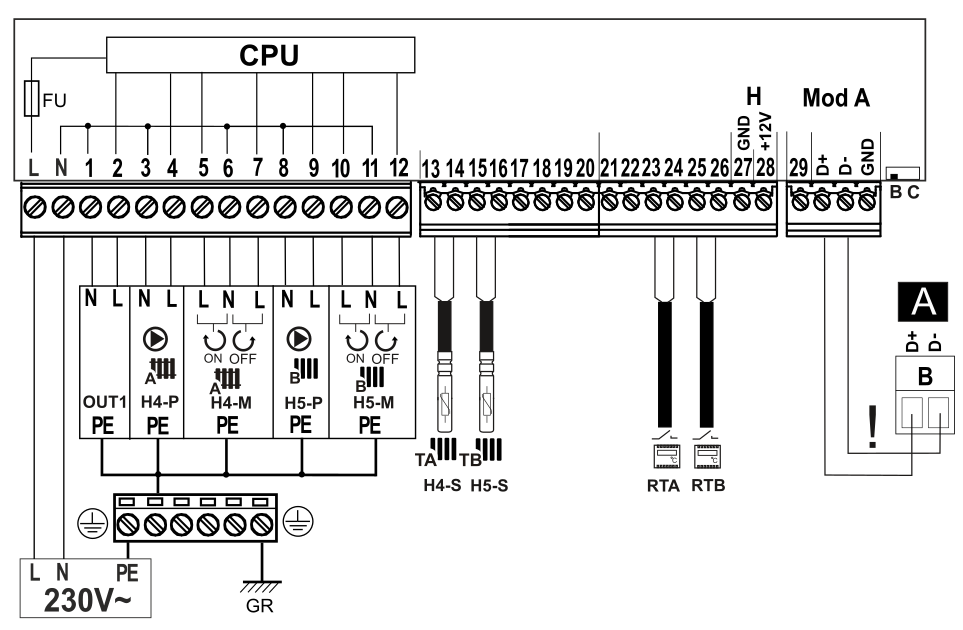 CPU
FU
H
Mod A
GND
+12V
L N 1 2 3 4 5 6 7 8 9 10 11 12 13 14 15 16 17 18 19 20 21 22 23 24 25 26 27 28 29 D+ D- GND
B C
N L N L L N L N L L N L
ON OFF ON OFF
A A B B
OUT1 H4-P H4-M H5-P H5-M
PE PE PE PE PE
TA TB
H4-S H5-S
°C °C
RTA RTB
A
D+ D-
B
!
L N PE
230V~
GR